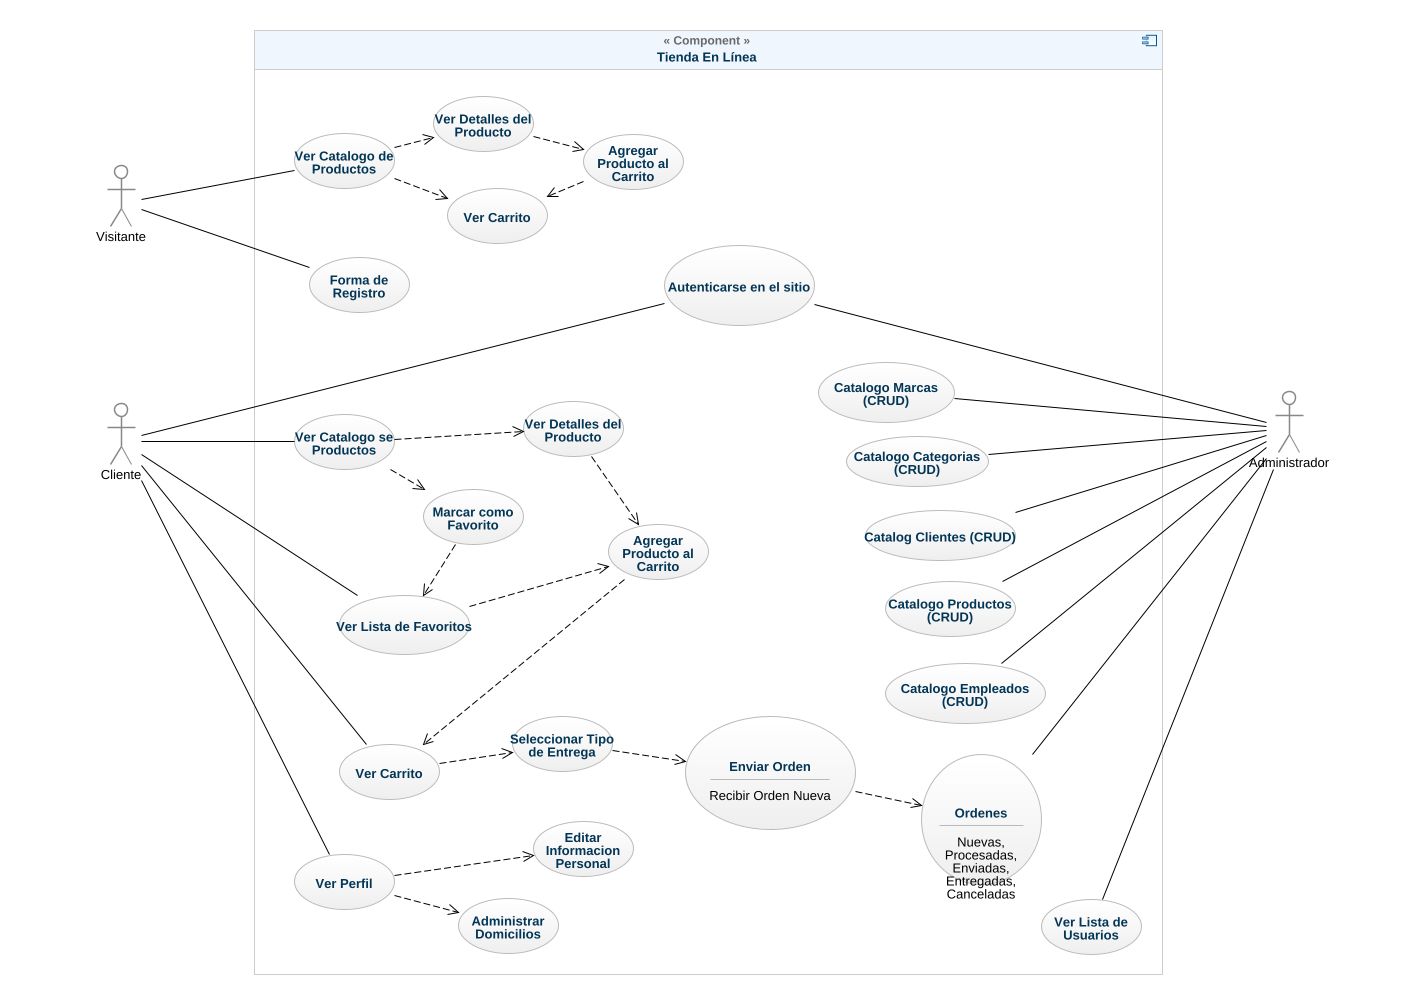 « Component »
Tienda En Línea
Ver Detalles del
Producto
Ver Catalogo de
Productos
Agregar
Producto al
Carrito
Ver Carrito
Visitante
Forma de
Registro
Autenticarse en el sitio
Catalogo Marcas
(CRUD)
Ver Catalogo se
Productos
Ver Detalles del
Producto
Cliente
Catalogo Categorias
(CRUD)
Administrador
Marcar como
Favorito
Agregar
Producto al
Carrito
Catalog Clientes (CRUD)
Catalogo Productos
(CRUD)
Ver Lista de Favoritos
Catalogo Empleados
(CRUD)
Seleccionar Tipo
de Entrega
Ver Carrito
Enviar Orden
Recibir Orden Nueva
Ordenes
Nuevas,
Procesadas,
Enviadas,
Entregadas,
Canceladas
Editar
Informacion
Personal
Ver Perfil
Administrar
Domicilios
Ver Lista de
Usuarios